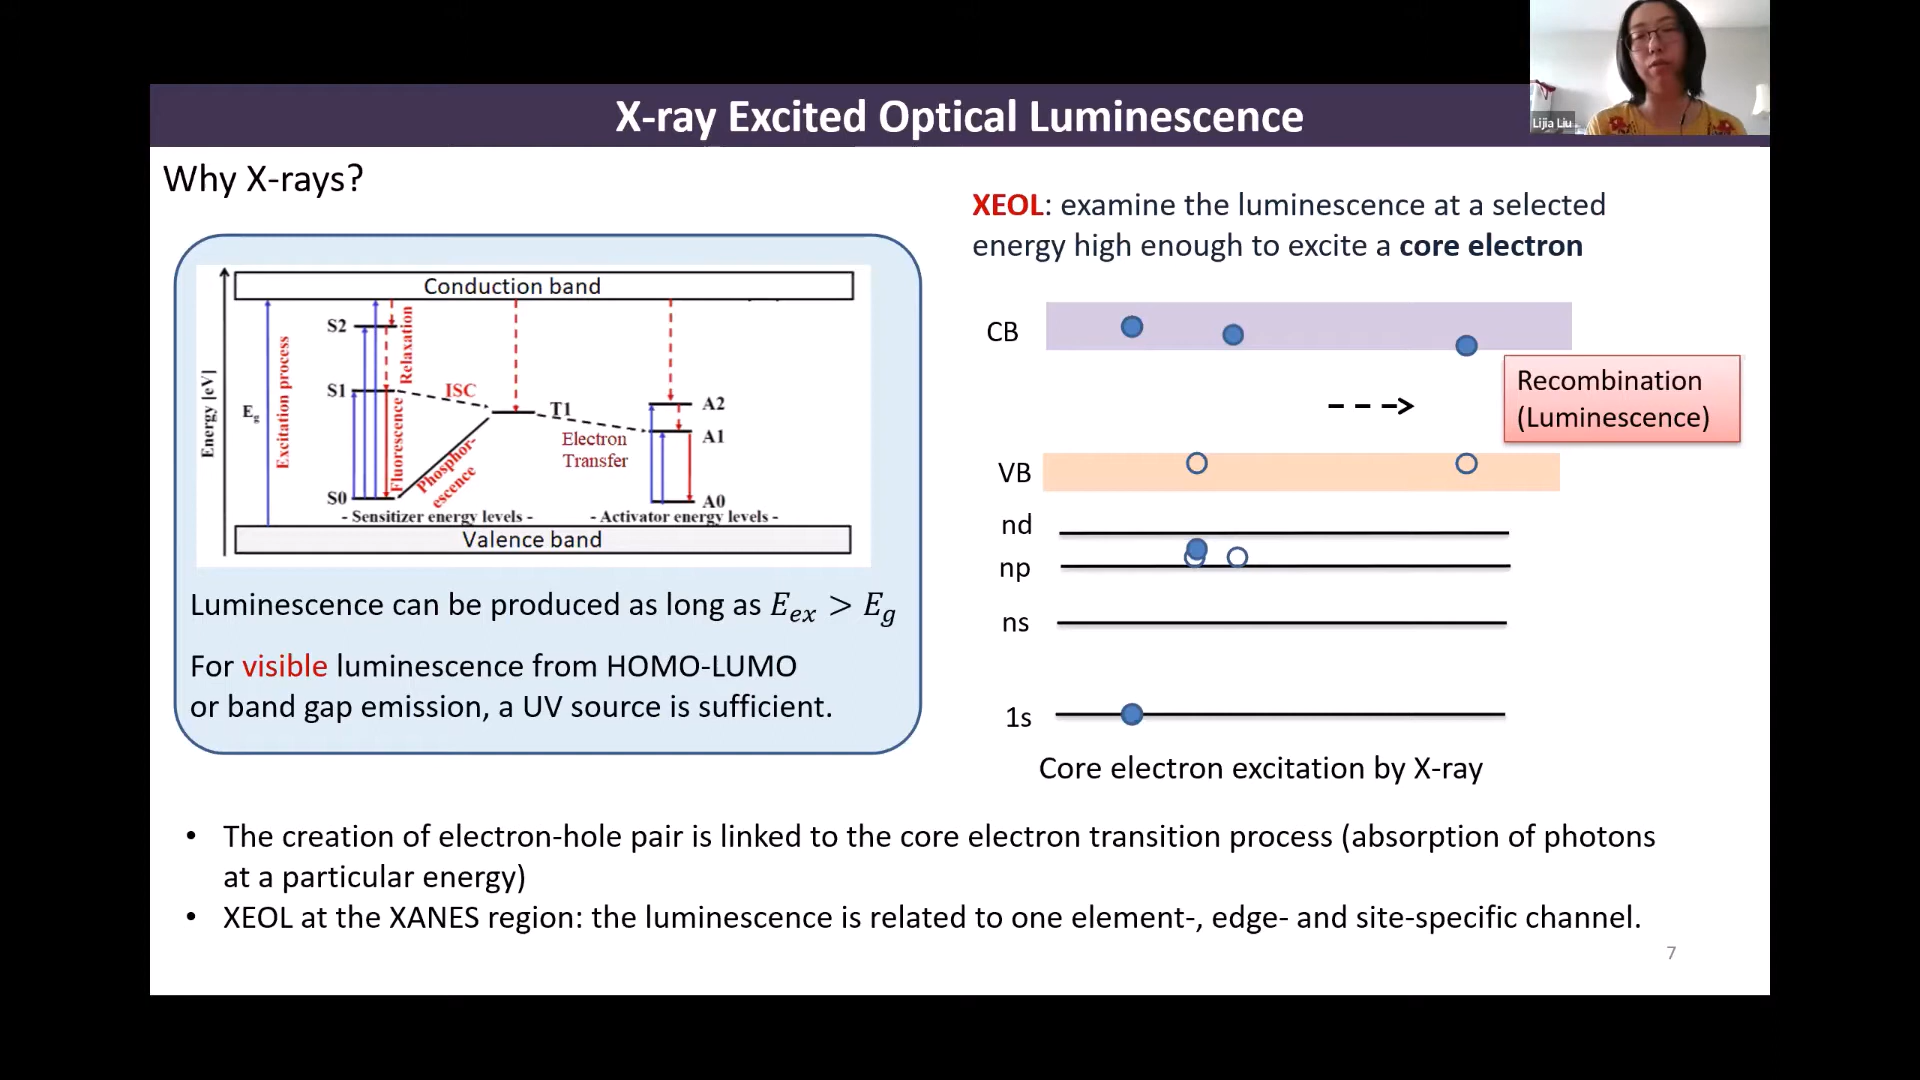 X-ray Excited Optical Luminescence
Lijia Liu
Why X-rays?
Conduction band
S2
Relaxation
Energy [eV]
Eg
Excitation process
S1
ISC
T1
A2
A1
Electron
Transfer
Fluorescence
Phosphor-
escence
S0
A0
- Sensitizer energy levels -
- Activator energy levels -
Valence band
Luminescence can be produced as long as Eex > Eg
For visible luminescence from HOMO-LUMO
or band gap emission, a UV source is sufficient.
XEOL: examine the luminescence at a selected
energy high enough to excite a core electron
CB
Recombination
(Luminescence)
VB
nd
np
ns
1s
Core electron excitation by X-ray
• The creation of electron-hole pair is linked to the core electron transition process (absorption of photons
at a particular energy)
• XEOL at the XANES region: the luminescence is related to one element-, edge- and site-specific channel.
7